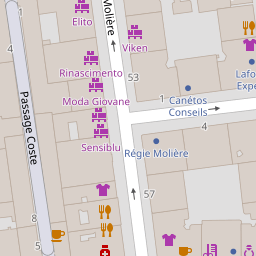 Elito
Molière
Viken
1
4
Rinascimento
53
Lafo
Expe
Moda Giovane
Canétos
Conseils
Passage Coste
1
4
Sensiblu
Régie Molière
57
1
8
5